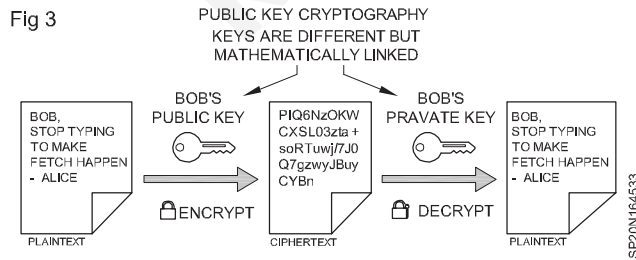 Fig 3
PUBLIC KEY CRYPTOGRAPHY
KEYS ARE DIFFERENT BUT
MATHEMATICALLY LINKED
BOB,
STOP TYPING
TO MAKE
FETCH HAPPEN
- ALICE
PLAINTEXT
BOB'S
PUBLIC KEY
ENCRYPT
PIQ6NzOKW
CXSL03zta +
soRTuwj/7J0
Q7gzwyJBuy
CYBn
CIPHERTEXT
BOB'S
PRAVATE KEY
DECRYPT
BOB,
STOP TYPING
TO MAKE
FETCH HAPPEN
- ALICE
PLAINTEXT
SP20N164533